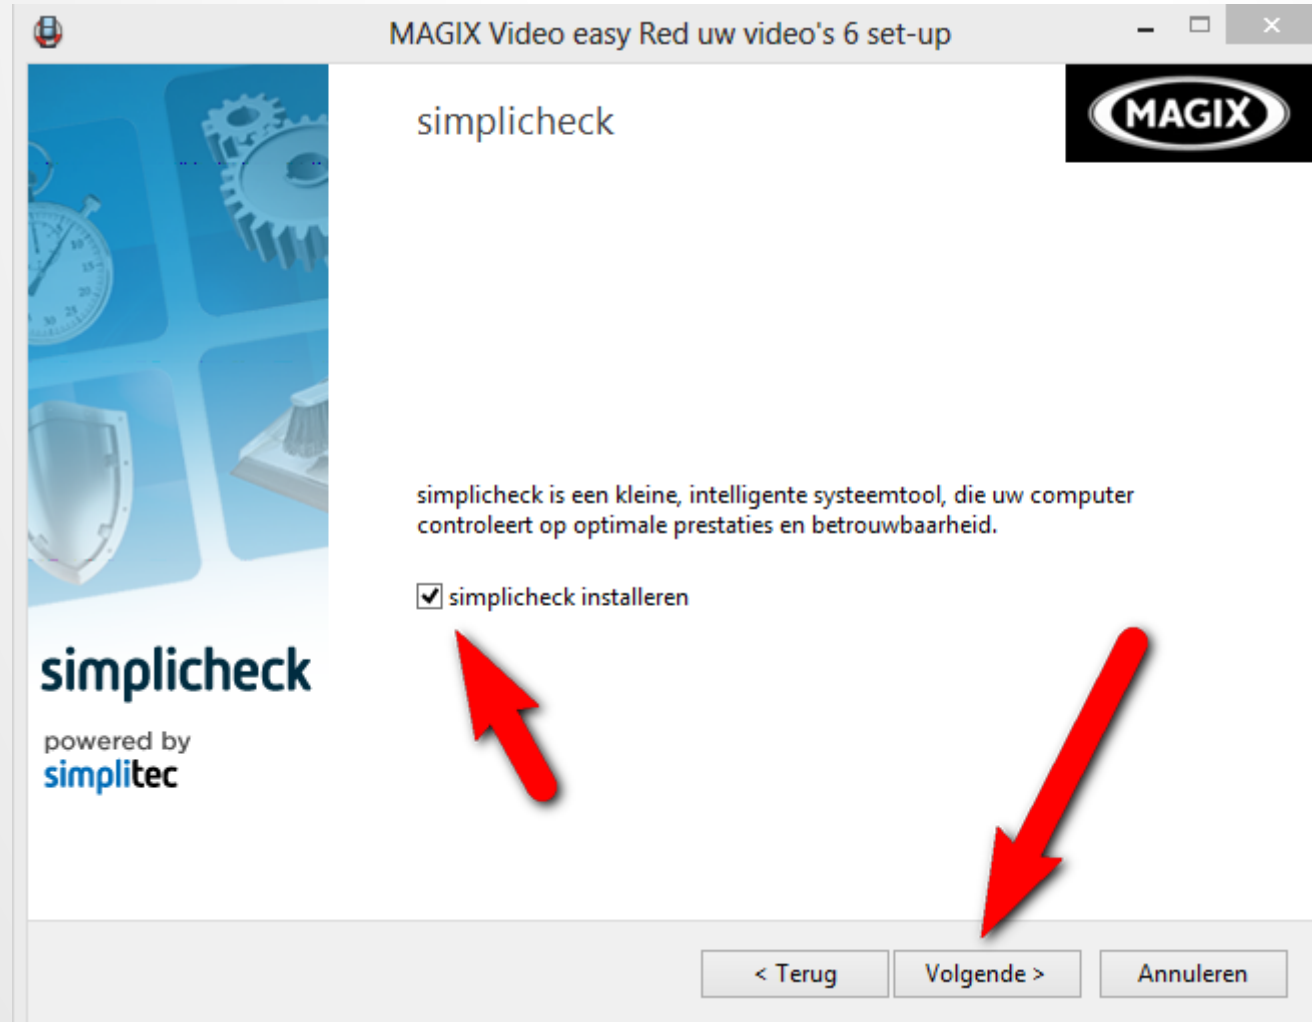 MAGIX Video easy Red uw video's 6 set-up
simplicheck
MAGIX
simplicheck is een kleine, intelligente systeemtool, die uw computer
controleert op optimale prestaties en betrouwbaarheid.
simplicheck installeren
simplicheck
powered by
simplitec
< Terug
Volgende >
Annuleren